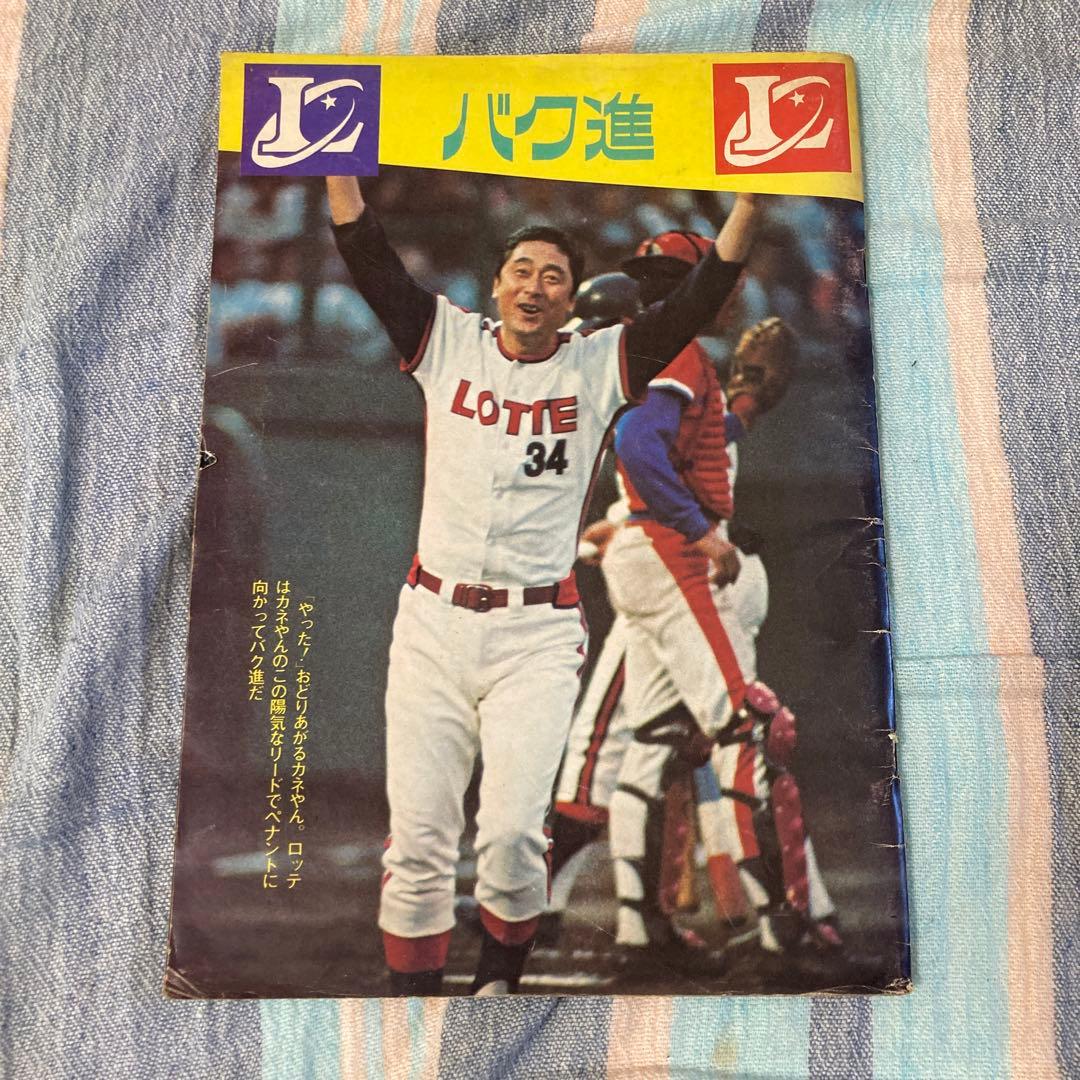 バク進
LOTTE
34
「やった！」おどりあがるカネやん。ロッテ
はカネやんのこの陽気なリードでペナントに
向かってバク進だ